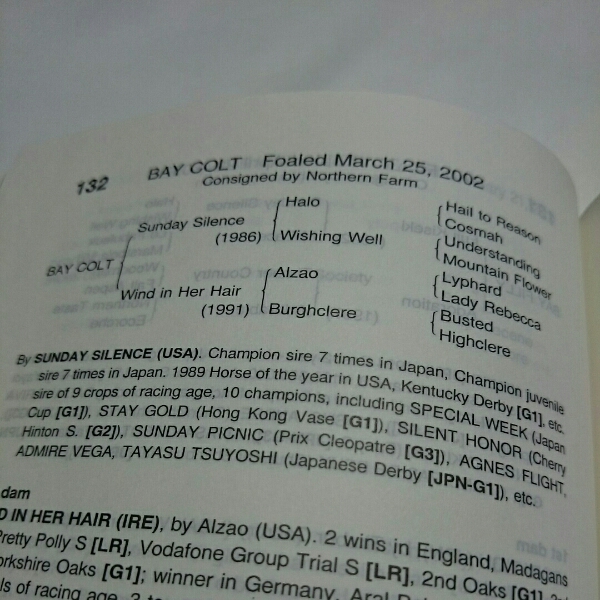 132 BAY COLT Foaled March 25, 2002
Consigned by Northern Farm
Halo
Hail to Reason
Cosmah
Sunday Silence
(1986)
Wishing Well
Understanding
Mountain Flower
BAY COLT
Alzao
Lyphard
Lady Rebecca
Wind in Her Hair
(1991)
Burghclere
Busted
Highclere
By SUNDAY SILENCE (USA). Champion sire 7 times in Japan, Champion juvenile
sire 7 times in Japan. 1989 Horse of the year in USA, Kentucky Derby [G1], etc.
sire of 9 crops of racing age, 10 champions, including SPECIAL WEEK (Japan
Cup [G1]), STAY GOLD (Hong Kong Vase [G1]), SILENT HONOR (Cherry
Hinton S. [G2]), SUNDAY PICNIC (Prix Cleopatre [G3]), AGNES FLIGHT,
ADMIRE VEGA, TAYASU TSUYOSHI (Japanese Derby [JPN-G1]), etc.
dam
D IN HER HAIR (IRE), by Alzao (USA). 2 wins in England, Madagans
Pretty Polly S [LR], Vodafone Group Trial S [LR], 2nd Oaks [G1]
orkshire Oaks [G1]; winner in Germany, Aral
ls of racing age, 3